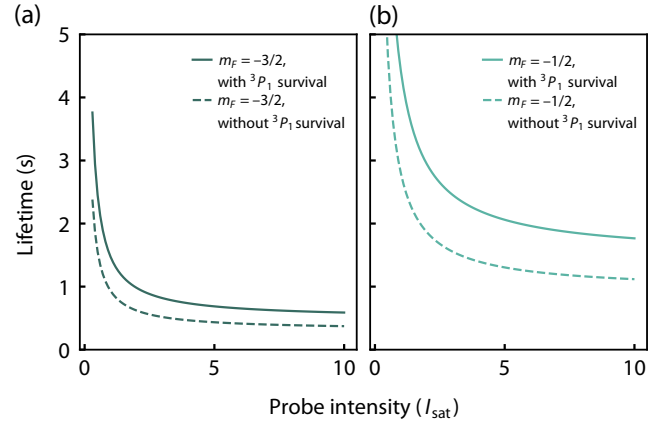 (a)
(b)
m_F = –3/2,
with ³P₁ survival
m_F = –3/2,
without ³P₁ survival
m_F = –1/2,
with ³P₁ survival
m_F = –1/2,
without ³P₁ survival
Lifetime (s)
5
4
3
2
1
0
0
5
10
0
5
10
Probe intensity (I_sat)